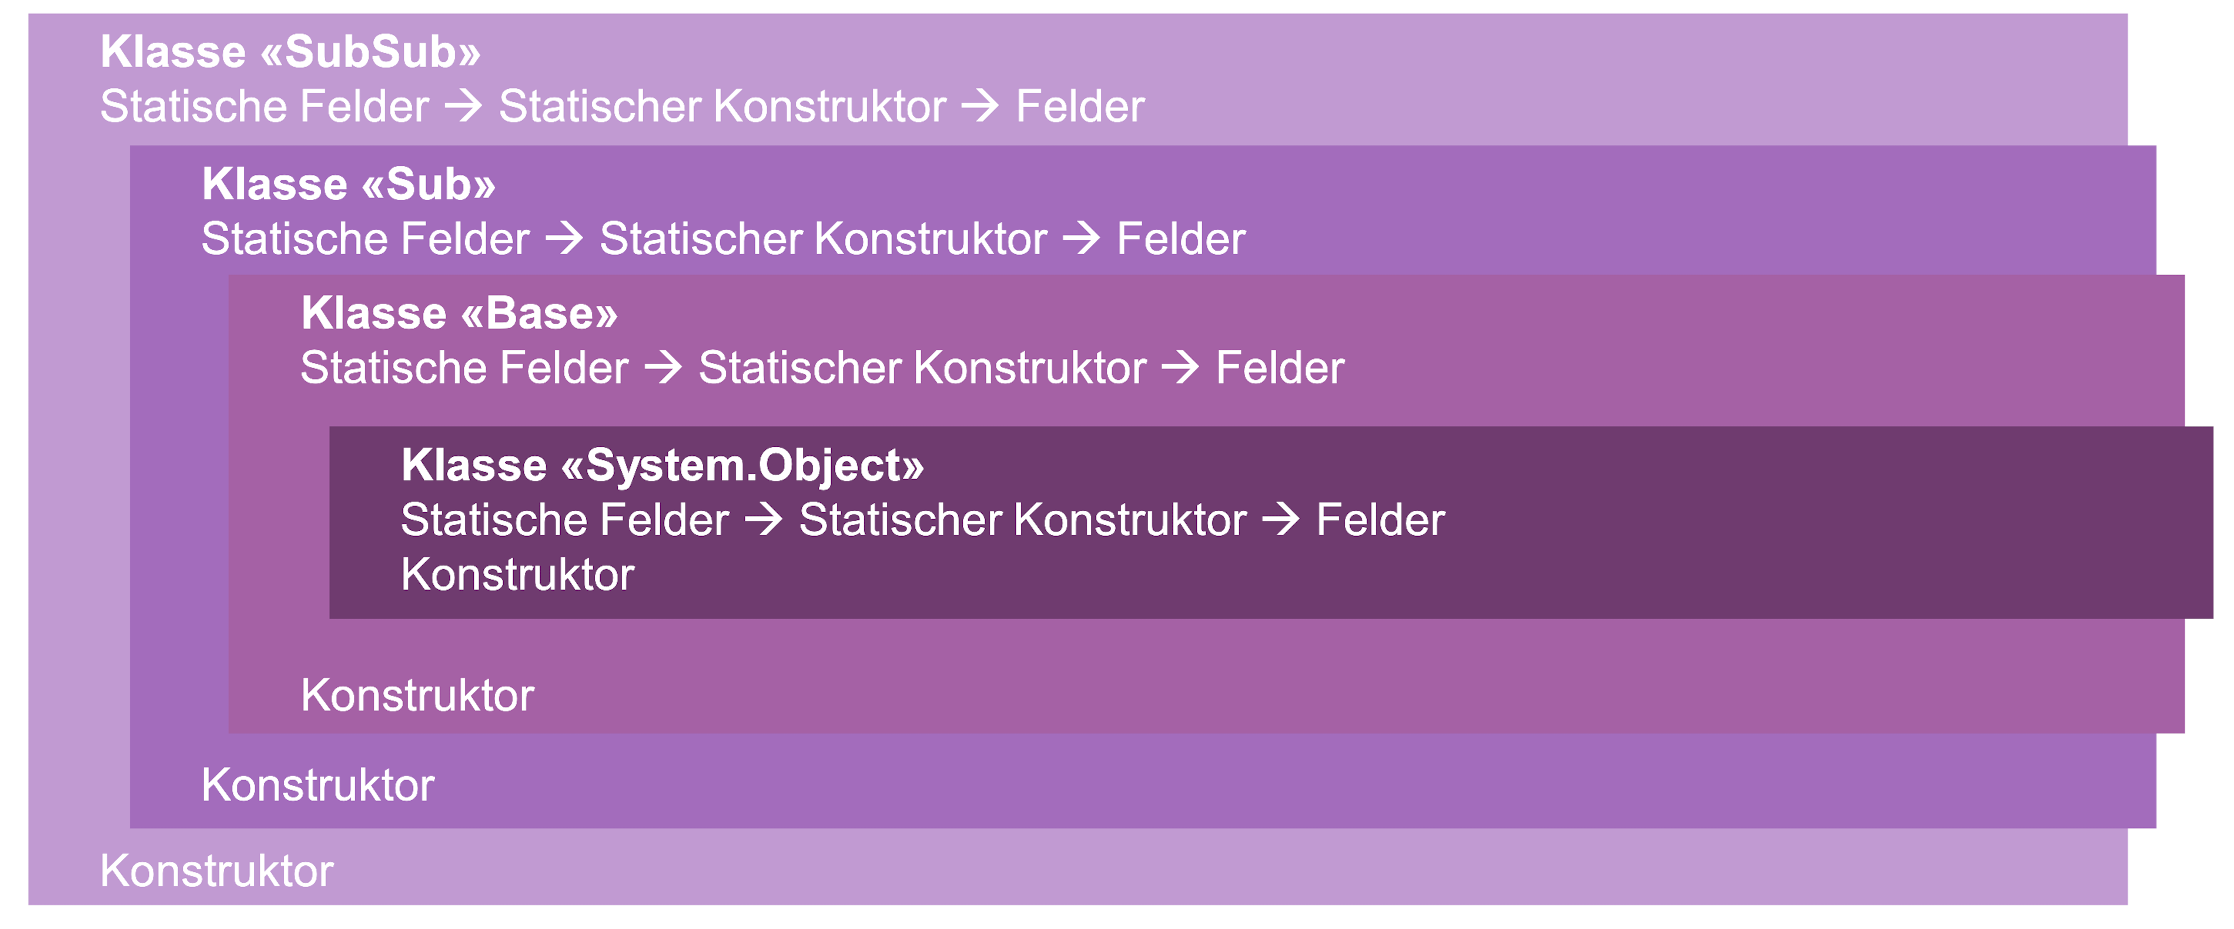 Klasse «SubSub»
Statische Felder → Statischer Konstruktor → Felder
Klasse «Sub»
Statische Felder → Statischer Konstruktor → Felder
Klasse «Base»
Statische Felder → Statischer Konstruktor → Felder
Klasse «System.Object»
Statische Felder → Statischer Konstruktor → Felder
Konstruktor
Konstruktor
Konstruktor
Konstruktor